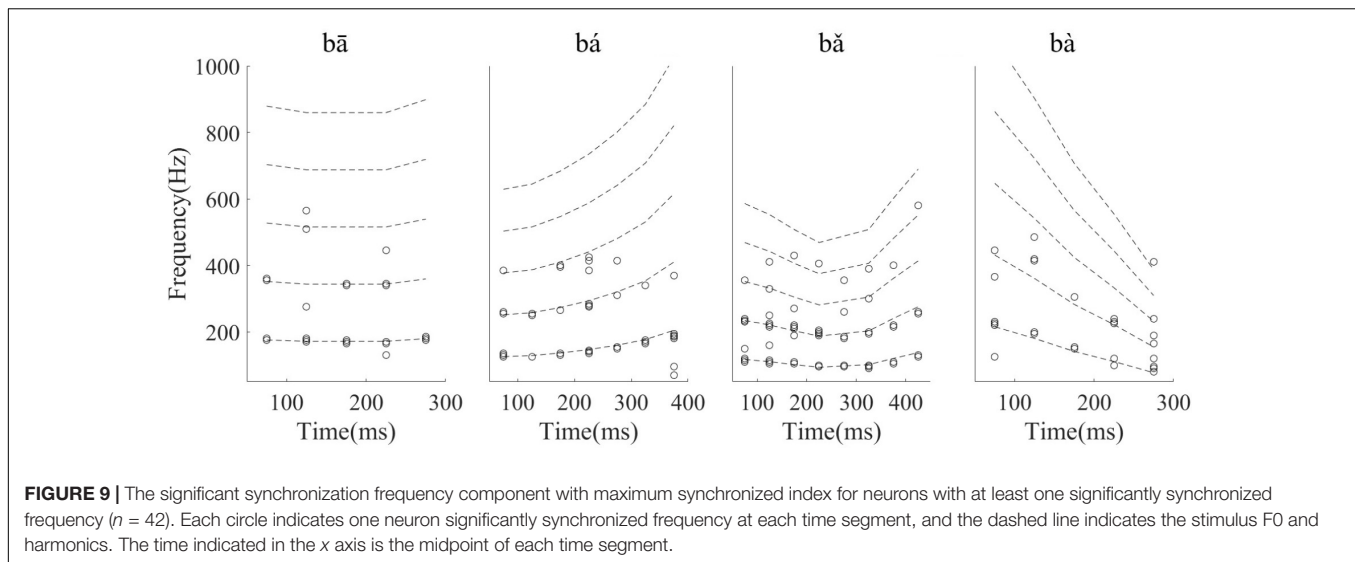 bā bá bǎ bà
1000
800
600
400
200
Frequency(Hz)
100 200 300 100 200 300 400 100 200 300 400 100 200 300
Time(ms) Time(ms) Time(ms) Time(ms)
FIGURE 9 | The significant synchronization frequency component with maximum synchronized index for neurons with at least one significantly synchronized
frequency (n = 42). Each circle indicates one neuron significantly synchronized frequency at each time segment, and the dashed line indicates the stimulus F0 and
harmonics. The time indicated in the x axis is the midpoint of each time segment.